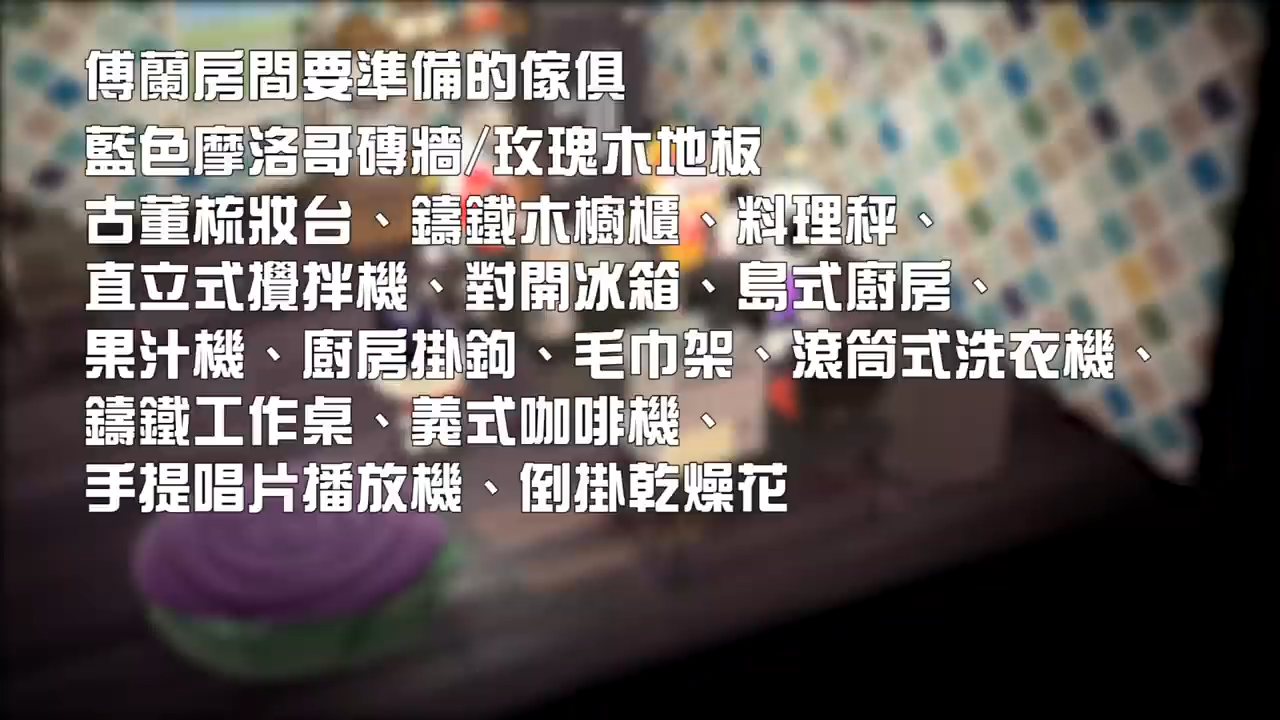 傅蘭房間要準備的傢俱
藍色摩洛哥磚牆/玫瑰木地板
古董梳妝台、鑄鐵木櫥櫃、料理秤、
直立式攪拌機、對開冰箱、島式廚房、
果汁機、廚房掛鉤、毛巾架、滾筒式洗衣機、
鑄鐵工作桌、義式咖啡機、
手提唱片播放機、倒掛乾燥花